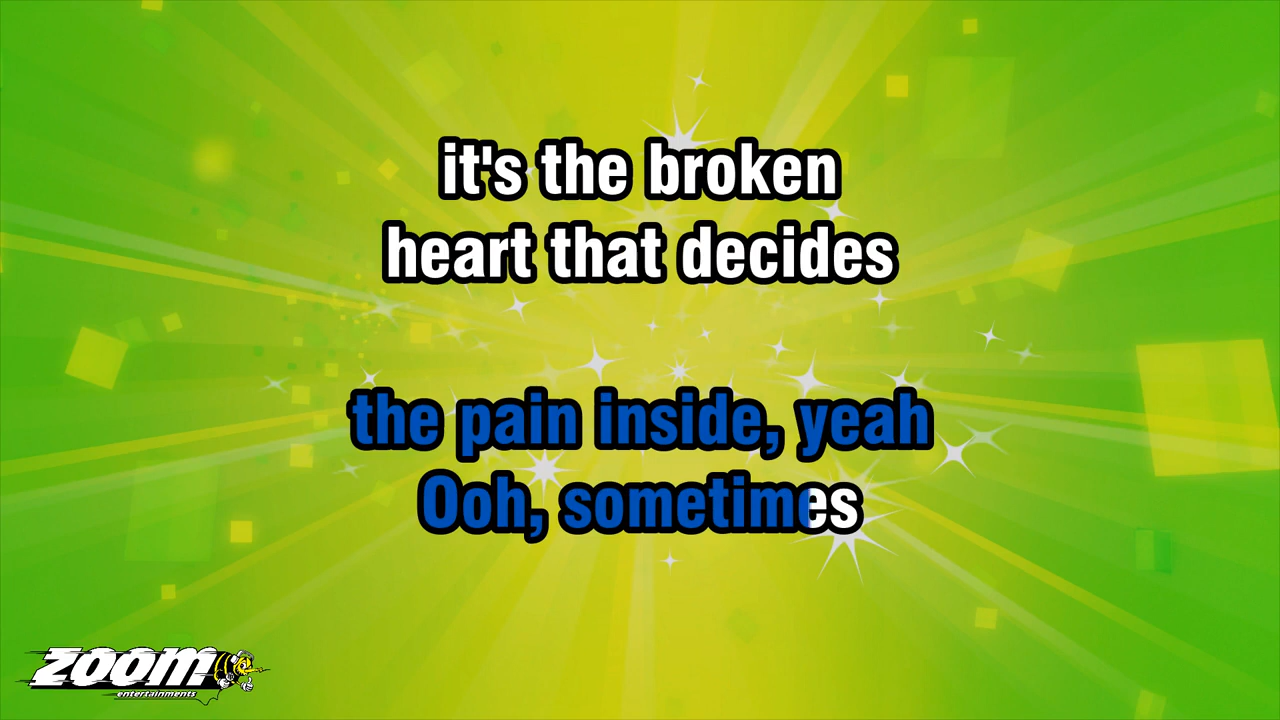 it's the broken
heart that decides
the pain inside, yeah
Ooh, sometimes
zoom
entertainments